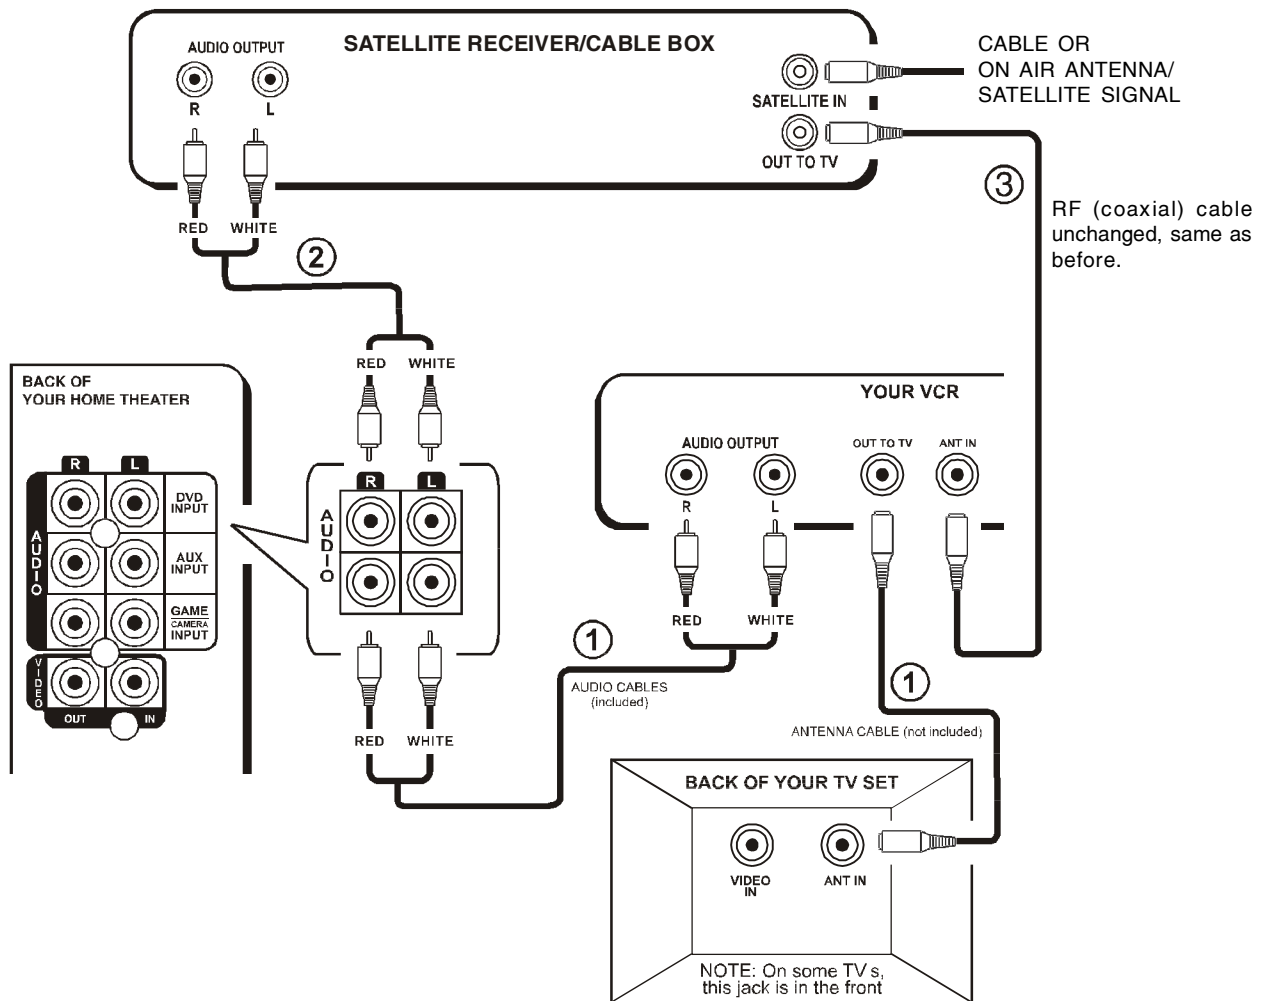 SATELLITE RECEIVER/CABLE BOX
AUDIO OUTPUT
R
L
SATELLITE IN
OUT TO TV
CABLE OR
ON AIR ANTENNA/
SATELLITE SIGNAL
RED
WHITE
2
3
RF (coaxial) cable
unchanged, same as
before.
RED
WHITE
BACK OF
YOUR HOME THEATER
R
L
AUDIO
DVD
INPUT
AUX
INPUT
GAME
CAMERA
INPUT
VIDEO
OUT
IN
R
L
AUDIO
RED
WHITE
YOUR VCR
AUDIO OUTPUT
R
L
OUT TO TV
ANT IN
RED
WHITE
1
AUDIO CABLES
(included)
1
ANTENNA CABLE (not included)
BACK OF YOUR TV SET
VIDEO
IN
ANT IN
NOTE: On some TV s,
this jack is in the front